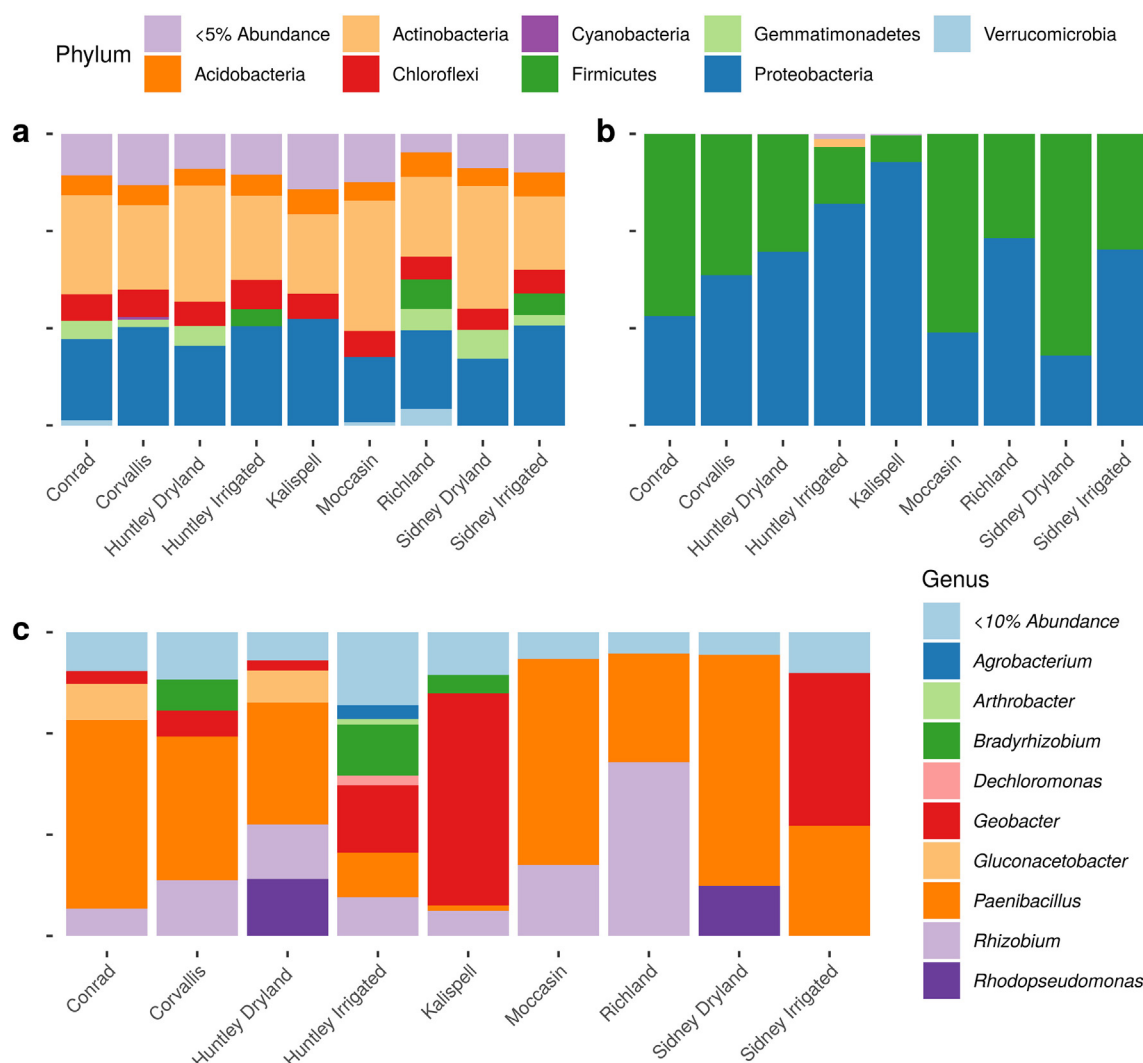 Phylum
<5% Abundance Actinobacteria Cyanobacteria Gemmatimonadetes Verrucomicrobia
Acidobacteria Chloroflexi Firmicutes Proteobacteria
a b
Conrad Corvallis Huntley Dryland Huntley Irrigated Kalispell Moccasin Richland Sidney Dryland Sidney Irrigated Conrad Corvallis Huntley Dryland Huntley Irrigated Kalispell Moccasin Richland Sidney Dryland Sidney Irrigated
c
Conrad Corvallis Huntley Dryland Huntley Irrigated Kalispell Moccasin Richland Sidney Dryland Sidney Irrigated
Genus
<10% Abundance
Agrobacterium
Arthrobacter
Bradyrhizobium
Dechloromonas
Geobacter
Gluconacetobacter
Paenibacillus
Rhizobium
Rhodopseudomonas